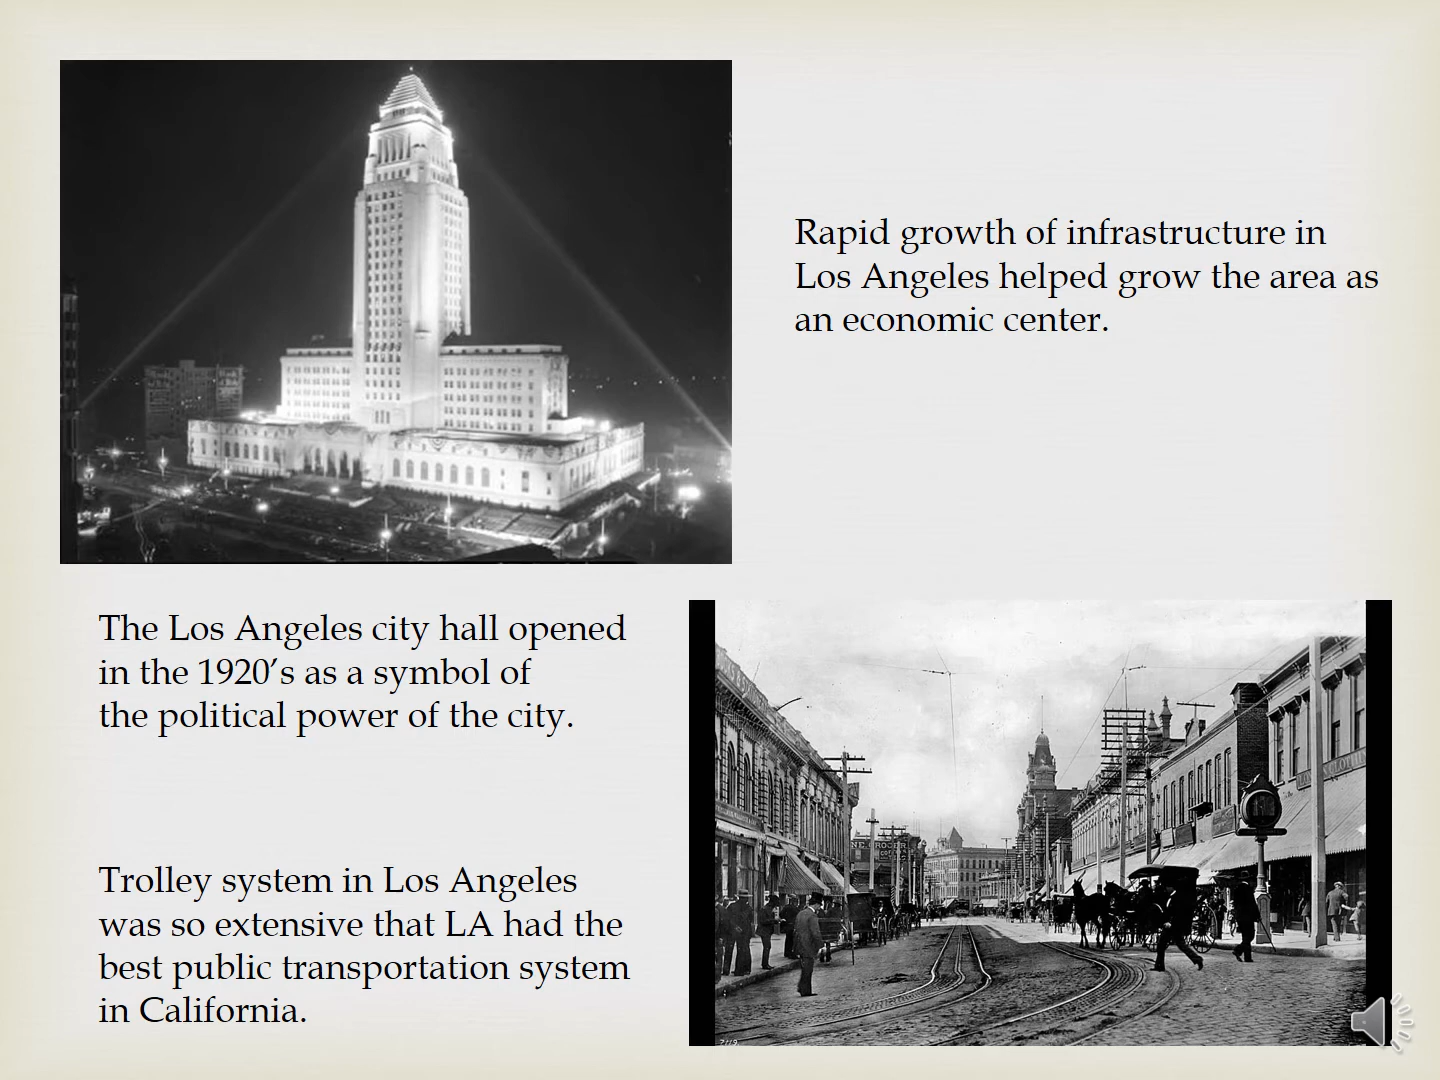 Rapid growth of infrastructure in
Los Angeles helped grow the area as
an economic center.
The Los Angeles city hall opened
in the 1920’s as a symbol of
the political power of the city.
Trolley system in Los Angeles
was so extensive that LA had the
best public transportation system
in California.